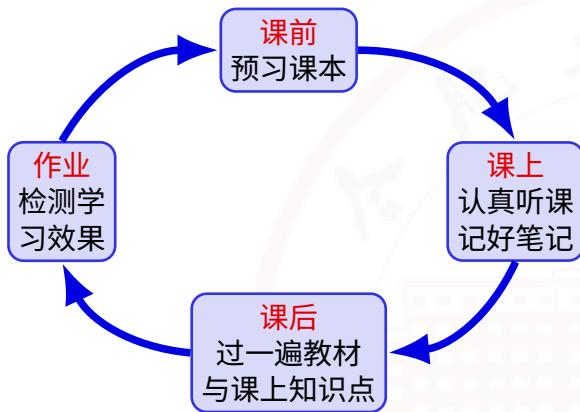 课前
预习课本
课上
认真听课
记好笔记
课后
过一遍教材
与课上知识点
作业
检测学
习效果